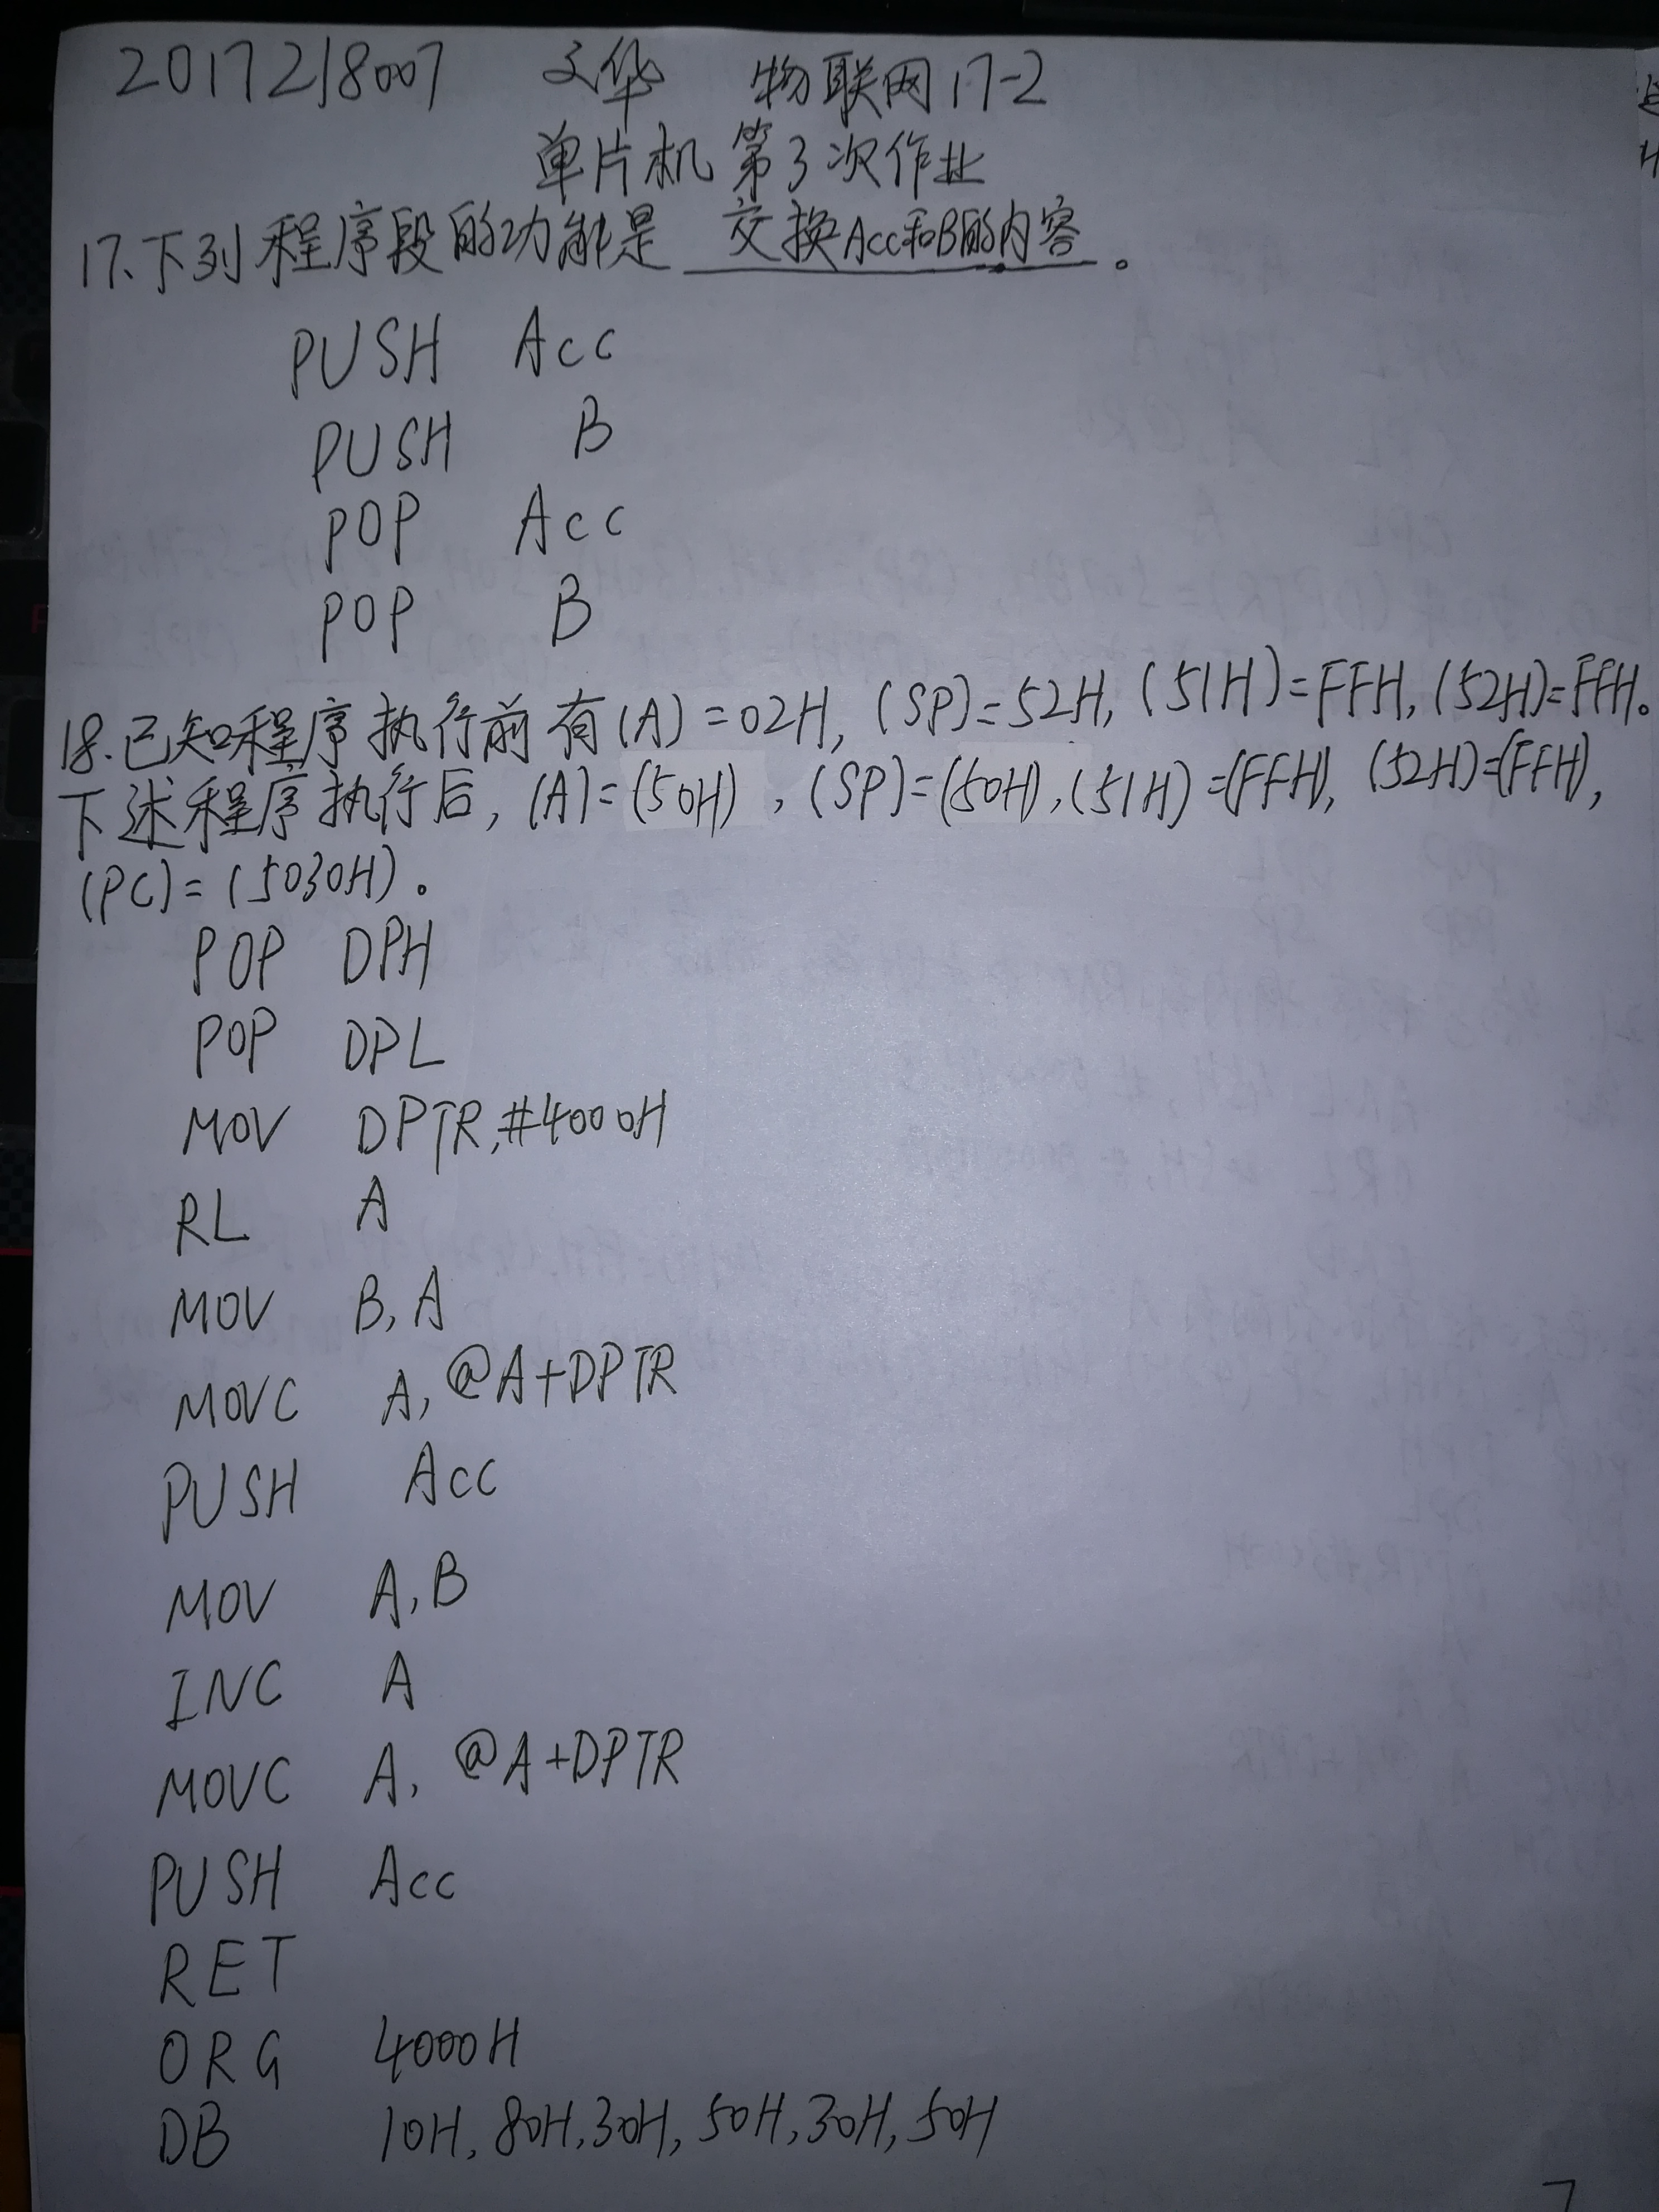 2017218007 文华 物联网17-2
单片机第3次作业
17.下列程序段的功能是 交换Acc和B的内容 。
PUSH Acc
PUSH B
POP Acc
POP B
18.已知程序执行前有(A)=02H, (SP)=52H, (51H)=FFH, (52H)=FFH。
下述程序执行后, (A)=(50H), (SP)=(50H), (51H)=(FFH), (52H)=(FFH),
(PC)=(5030H)。
POP DPH
POP DPL
MOV DPTR,#4000H
RL A
MOV B, A
MOVC A, @A+DPTR
PUSH Acc
MOV A, B
INC A
MOVC A, @A+DPTR
PUSH Acc
RET
ORG 4000H
DB 10H, 80H, 30H, 50H, 30H, 50H